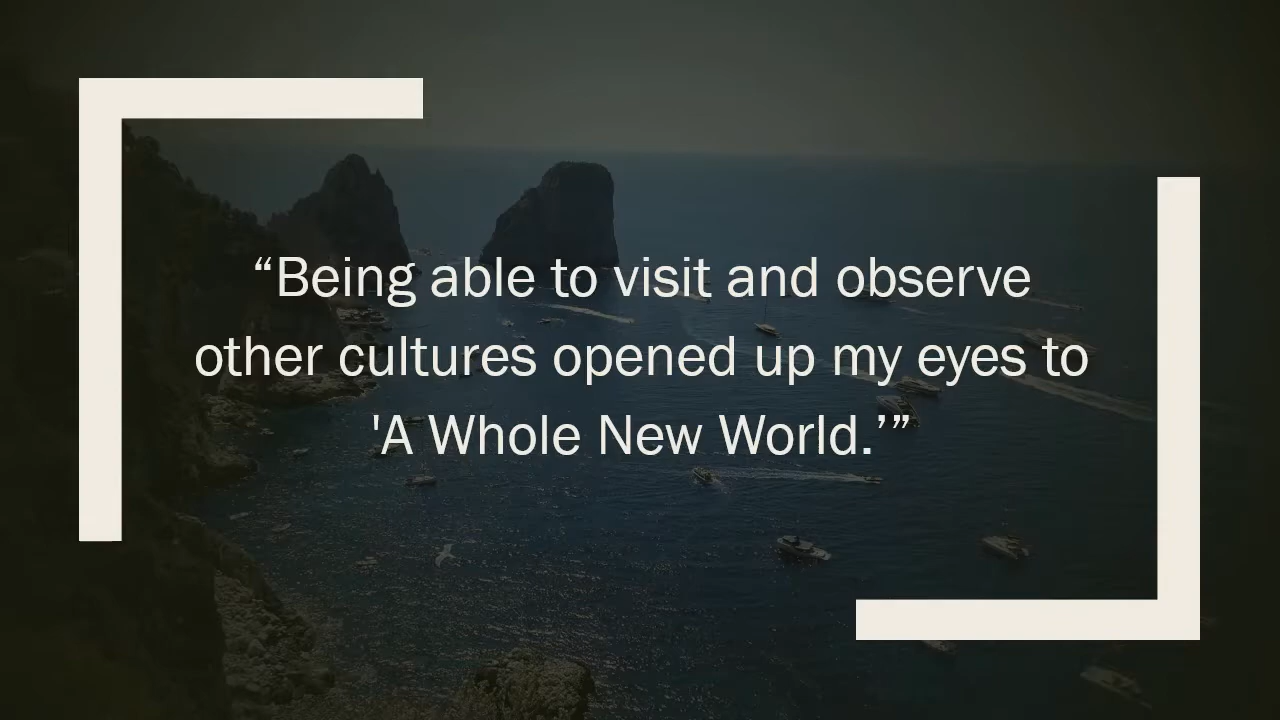 “Being able to visit and observe
other cultures opened up my eyes to
'A Whole New World.’”